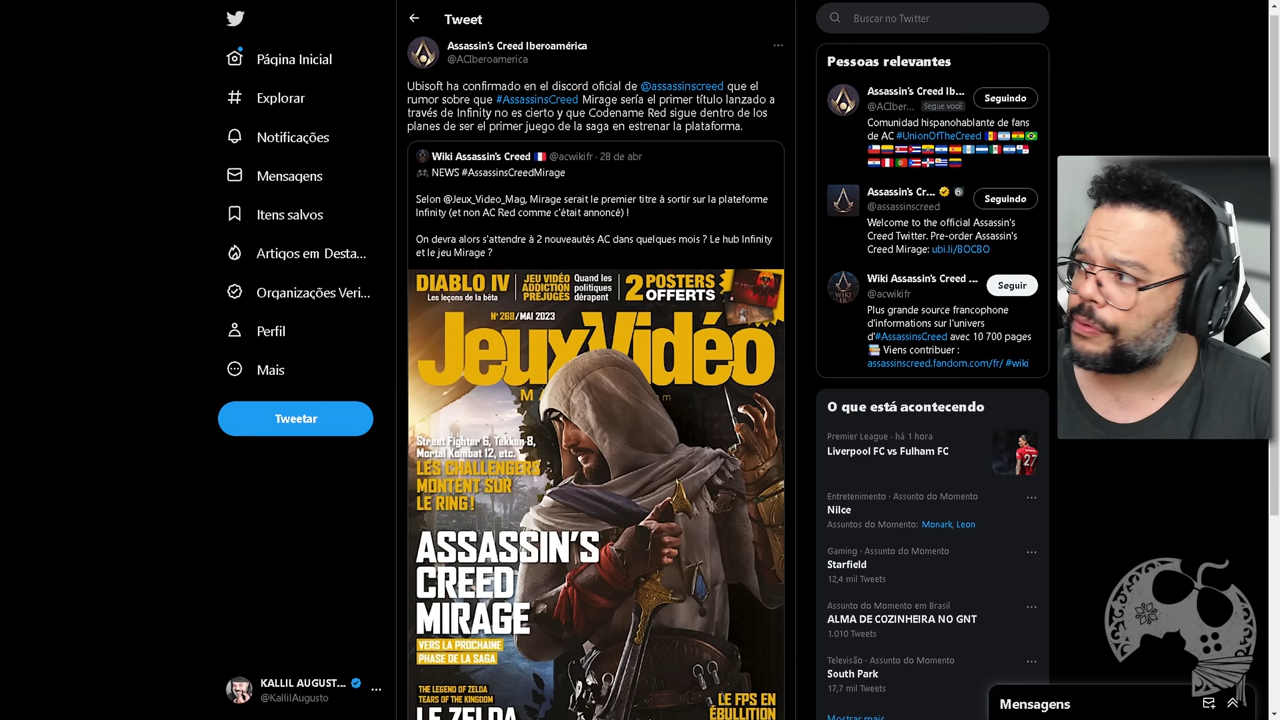 Página Inicial
Explorar
Notificações
Mensagens
Itens salvos
Artigos em Desta...
Organizações Veri...
Perfil
Mais
Tweetar
KALLIL AUGUST...
@KallilAugusto
Tweet
Assassin's Creed Iberoamérica
@ACIberoamerica
Ubisoft ha confirmado en el discord oficial de @assassinscreed que el
rumor sobre que #AssassinsCreed Mirage sería el primer título lanzado a
través de Infinity no es cierto y que Codename Red sigue dentro de los
planes de ser el primer juego de la saga en estrenar la plataforma.
Wiki Assassin's Creed @acwikifr · 28 de abr
NEWS #AssassinsCreedMirage
Selon @Jeux_Video_Mag, Mirage serait le premier titre à sortir sur la plateforme
Infinity (et non AC Red comme c'était annoncé) !
On devra alors s'attendre à 2 nouveautés AC dans quelques mois ? Le hub Infinity
et le jeu Mirage ?
DIABLO IV
Les leçons de la bêta
JEU VIDÉO
ADDICTION
PRÉJUGÉS
Quand les
politiques
dérapent
2 POSTERS
OFFERTS
N° 268/MAI 2023
Jeux Vidéo
Street Fighter 6, Tekken 8,
Mortal Kombat 12, etc.
LES CHALLENGERS
MONTENT SUR
LE RING !
ASSASSIN'S
CREED
MIRAGE
VERS LA PROCHAINE
PHASE DE LA SAGA
THE LEGEND OF ZELDA
TEARS OF THE KINGDOM
LE ZELDA
LE FPS EN
ÉBULLITION
Buscar no Twitter
Pessoas relevantes
Assassin's Creed Ib...
@ACIber... Segue você
Seguindo
Comunidad hispanohablante de fans
de AC #UnionOfTheCreed
Assassin's Cr...
@assassinscreed
Seguindo
Welcome to the official Assassin's
Creed Twitter. Pre-order Assassin's
Creed Mirage: ubi.li/BOCBO
WIKI
FR
Wiki Assassin's Creed ...
@acwikifr
Seguir
Plus grande source francophone
d'informations sur l'univers
d'#AssassinsCreed avec 10 700 pages
Viens contribuer :
assassinscreed.fandom.com/fr/ #wiki
O que está acontecendo
Premier League · há 1 hora
Liverpool FC vs Fulham FC
27
Entretenimento · Assunto do Momento
Nilce
Assuntos do Momento: Monark, Leon
Gaming · Assunto do Momento
Starfield
12,4 mil Tweets
Assunto do Momento em Brasil
ALMA DE COZINHEIRA NO GNT
1.010 Tweets
Televisão · Assunto do Momento
South Park
17,7 mil Tweets
Mostrar mais
Mensagens